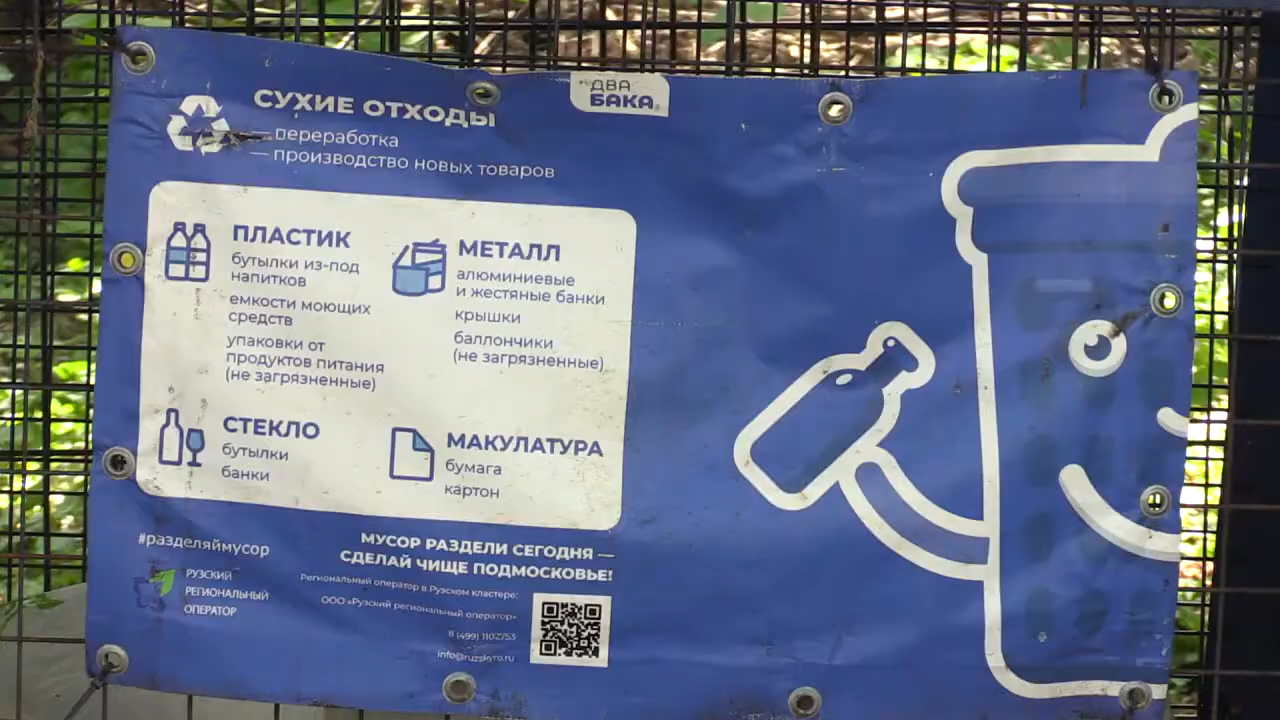 ДВА
БАКА
СУХИЕ ОТХОДЫ
— переработка
— производство новых товаров
ПЛАСТИК
бутылки из-под
напитков
емкости моющих
средств
упаковки от
продуктов питания
(не загрязненные)
МЕТАЛЛ
алюминиевые
и жестяные банки
крышки
баллончики
(не загрязненные)
СТЕКЛО
бутылки
банки
МАКУЛАТУРА
бумага
картон
#разделяймусор
РУЗСКИЙ
РЕГИОНАЛЬНЫЙ
ОПЕРАТОР
МУСОР РАЗДЕЛИ СЕГОДНЯ —
СДЕЛАЙ ЧИЩЕ ПОДМОСКОВЬЕ!
Региональный оператор в Рузском кластере:
ООО «Рузский региональный оператор»
8 (499) 1102753
info@ruzskyro.ru